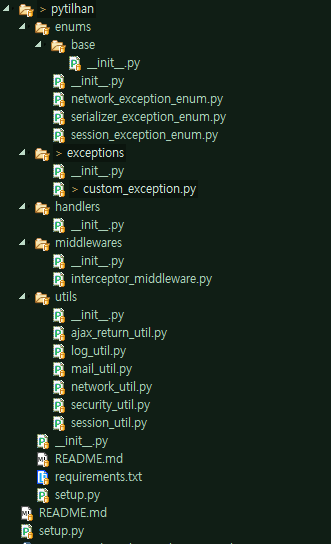 > pytilhan
enums
base
__init__.py
__init__.py
network_exception_enum.py
serializer_exception_enum.py
session_exception_enum.py
> exceptions
__init__.py
> custom_exception.py
handlers
__init__.py
middlewares
__init__.py
interceptor_middleware.py
utils
__init__.py
ajax_return_util.py
log_util.py
mail_util.py
network_util.py
security_util.py
session_util.py
__init__.py
README.md
requirements.txt
setup.py
README.md
setup.py